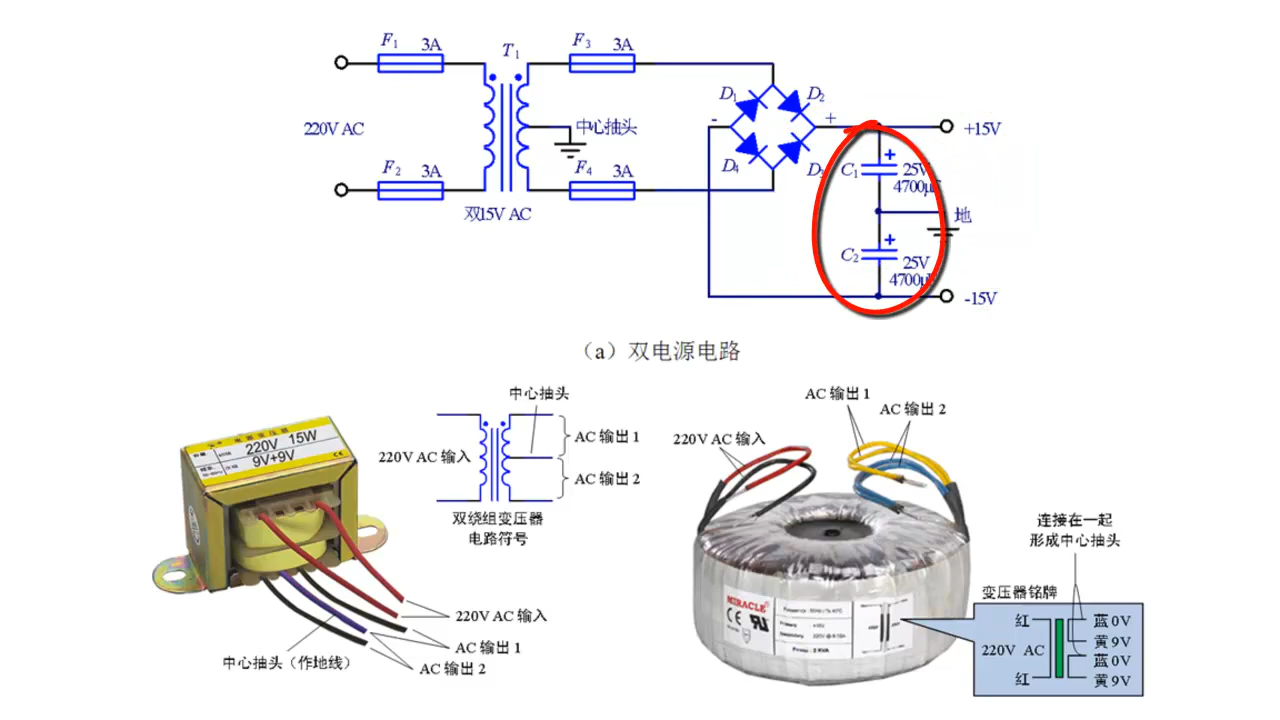 F1 3A
T1
F3 3A
220V AC
中心抽头
D1
D2
-
+
+15V
D4
F2 3A
F4 3A
C1
+
25V
4700μF
双15V AC
地
C2
+
25V
4700μF
-15V
（a）双电源电路
220V 15W
9V+9V
中心抽头
220V AC 输入
AC 输出 1
AC 输出 2
双绕组变压器
电路符号
220V AC 输入
AC 输出 1
AC 输出 2
中心抽头（作地线）
AC 输出 1
AC 输出 2
220V AC 输入
MIRACLE
CE
连接在一起
形成中心抽头
变压器铭牌
红
220V AC
红
蓝 0V
黄 9V
蓝 0V
黄 9V